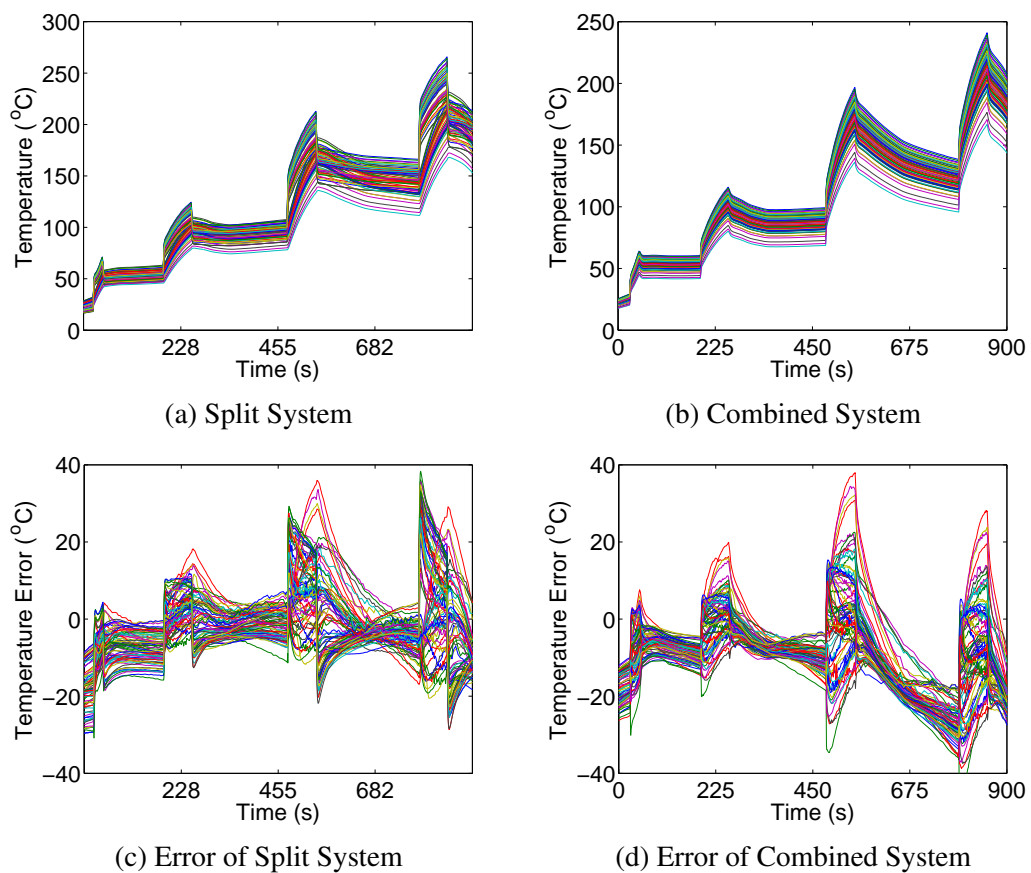 300
250
200
150
100
50
0
Temperature (°C)
228 455 682
Time (s)
(a) Split System
250
200
150
100
50
0
Temperature (°C)
0 225 450 675 900
Time (s)
(b) Combined System
40
20
0
−20
−40
Temperature Error (°C)
228 455 682
Time (s)
(c) Error of Split System
40
20
0
−20
−40
Temperature Error (°C)
0 225 450 675 900
Time (s)
(d) Error of Combined System